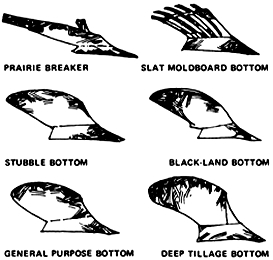 PRAIRIE BREAKER
SLAT MOLDBOARD BOTTOM
STUBBLE BOTTOM
BLACK-LAND BOTTOM
GENERAL PURPOSE BOTTOM
DEEP TILLAGE BOTTOM